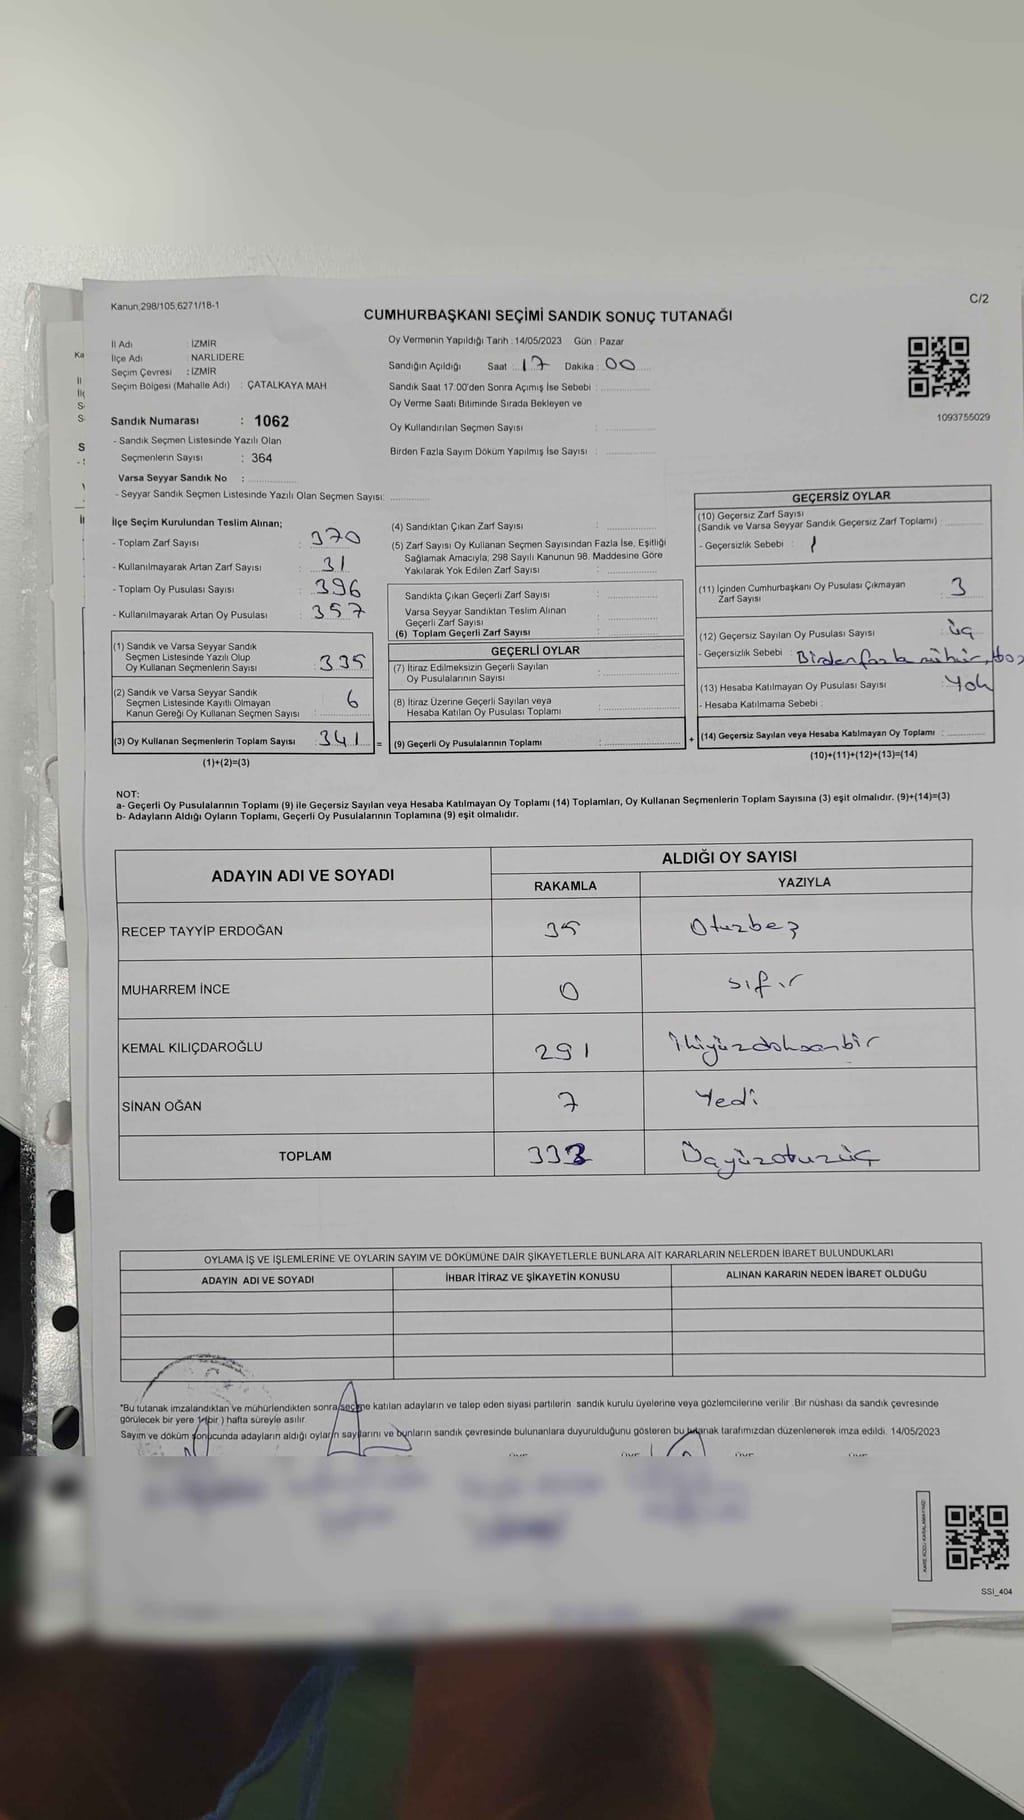 Kanun,298/105,6271/18-1
C/2
CUMHURBAŞKANI SEÇİMİ SANDIK SONUÇ TUTANAĞI
İl Adı : İZMİR
İlçe Adı : NARLIDERE
Seçim Çevresi : İZMİR
Seçim Bölgesi (Mahalle Adı) : ÇATALKAYA MAH
Sandık Numarası : 1062
- Sandık Seçmen Listesinde Yazılı Olan
Seçmenlerin Sayısı : 364
Varsa Seyyar Sandık No :
- Seyyar Sandık Seçmen Listesinde Yazılı Olan Seçmen Sayısı:
Oy Vermenin Yapıldığı Tarih : 14/05/2023 Gün : Pazar
Sandığın Açıldığı Saat : 17 Dakika : 00
Sandık Saat 17:00'den Sonra Açımış İse Sebebi :
Oy Verme Saati Bitiminde Sırada Bekleyen ve
Oy Kullandırılan Seçmen Sayısı :
Birden Fazla Sayım Döküm Yapılmış İse Sayısı :
1093755029
İlçe Seçim Kurulundan Teslim Alınan;
- Toplam Zarf Sayısı : 370
- Kullanılmayarak Artan Zarf Sayısı : 31
- Toplam Oy Pusulası Sayısı : 396
- Kullanılmayarak Artan Oy Pusulası : 357
(1) Sandık ve Varsa Seyyar Sandık
Seçmen Listesinde Yazılı Olup
Oy Kullanan Seçmenlerin Sayısı : 335
(2) Sandık ve Varsa Seyyar Sandık
Seçmen Listesinde Kayıtlı Olmayan
Kanun Gereği Oy Kullanan Seçmen Sayısı : 6
(3) Oy Kullanan Seçmenlerin Toplam Sayısı : 341 =
(1)+(2)=(3)
(4) Sandıktan Çıkan Zarf Sayısı :
(5) Zarf Sayısı Oy Kullanan Seçmen Sayısından Fazla İse, Eşitliği
Sağlamak Amacıyla, 298 Sayılı Kanunun 98. Maddesine Göre
Yakılarak Yok Edilen Zarf Sayısı :
Sandıkta Çıkan Geçerli Zarf Sayısı :
Varsa Seyyar Sandıktan Teslim Alınan
Geçerli Zarf Sayısı :
(6) Toplam Geçerli Zarf Sayısı :
GEÇERLİ OYLAR
(7) İtiraz Edilmeksizin Geçerli Sayılan
Oy Pusulalarının Sayısı :
(8) İtiraz Üzerine Geçerli Sayılan veya
Hesaba Katılan Oy Pusulası Toplamı :
(9) Geçerli Oy Pusulalarının Toplamı : +
GEÇERSİZ OYLAR
(10) Geçersiz Zarf Sayısı
(Sandık ve Varsa Seyyar Sandık Geçersiz Zarf Toplamı) :
- Geçersizlik Sebebi : /
(11) İçinden Cumhurbaşkanı Oy Pusulası Çıkmayan
Zarf Sayısı : 3
(12) Geçersiz Sayılan Oy Pusulası Sayısı : üç
- Geçersizlik Sebebi : Birden fazla mühür,
(13) Hesaba Katılmayan Oy Pusulası Sayısı : Yok
- Hesaba Katılmama Sebebi :
(14) Geçersiz Sayılan veya Hesaba Katılmayan Oy Toplamı :
(10)+(11)+(12)+(13)=(14)
NOT:
a- Geçerli Oy Pusulalarının Toplamı (9) ile Geçersiz Sayılan veya Hesaba Katılmayan Oy Toplamı (14) Toplamları, Oy Kullanan Seçmenlerin Toplam Sayısına (3) eşit olmalıdır. (9)+(14)=(3)
b- Adayların Aldığı Oyların Toplamı, Geçerli Oy Pusulalarının Toplamına (9) eşit olmalıdır.
ADAYIN ADI VE SOYADI ALDIĞI OY SAYISI
RAKAMLA YAZIYLA
RECEP TAYYİP ERDOĞAN 35 Oturbeş
MUHARREM İNCE 0 sıfır
KEMAL KILIÇDAROĞLU 291 İkiyüzdoksanbir
SİNAN OĞAN 7 Yedi
TOPLAM 333 Üçyüzotuzüç
OYLAMA İŞ VE İŞLEMLERİNE VE OYLARIN SAYIM VE DÖKÜMÜNE DAİR ŞİKAYETLERLE BUNLARA AİT KARARLARIN NELERDEN İBARET BULUNDUKLARI
ADAYIN ADI VE SOYADI İHBAR İTİRAZ VE ŞİKAYETİN KONUSU ALINAN KARARIN NEDEN İBARET OLDUĞU
*Bu tutanak imzalandıktan ve mühürlendikten sonra seçime katılan adayların ve talep eden siyasi partilerin sandık kurulu üyelerine veya gözlemcilerine verilir .Bir nüshası da sandık çevresinde
görülecek bir yere 1 (bir ) hafta süreyle asılır.
Sayım ve döküm sonucunda adayların aldığı oyların sayılarını ve bunların sandık çevresinde bulunanlara duyurulduğunu gösteren bu tutanak tarafımızdan düzenlenerek imza edildi. 14/05/2023
KARE KODU KARALAMAYINIZ!
SSI_404